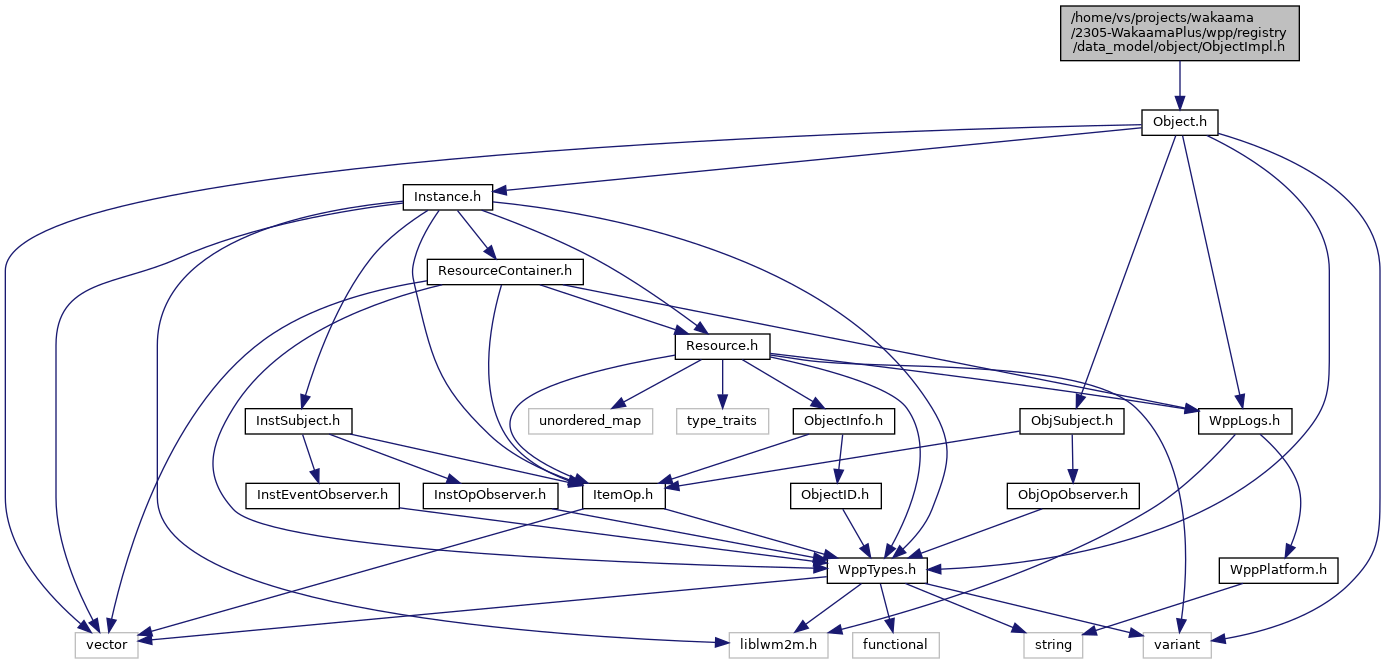 /home/vs/projects/wakaama
/2305-WakaamaPlus/wpp/registry
/data_model/object/ObjectImpl.h
Object.h
Instance.h
ResourceContainer.h
Resource.h
InstSubject.h
unordered_map
type_traits
ObjectInfo.h
ObjSubject.h
WppLogs.h
InstEventObserver.h
InstOpObserver.h
ItemOp.h
ObjectID.h
ObjOpObserver.h
WppTypes.h
WppPlatform.h
vector
liblwm2m.h
functional
string
variant